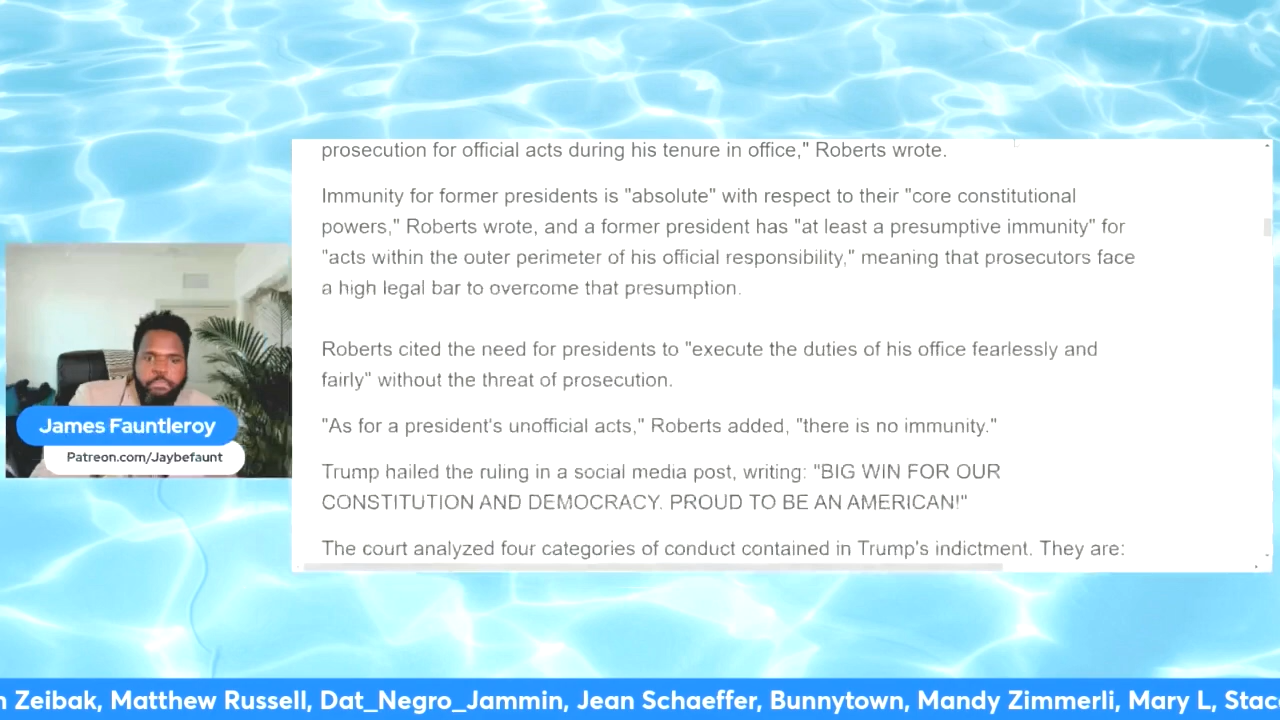 prosecution for official acts during his tenure in office," Roberts wrote.
Immunity for former presidents is "absolute" with respect to their "core constitutional
powers," Roberts wrote, and a former president has "at least a presumptive immunity" for
"acts within the outer perimeter of his official responsibility," meaning that prosecutors face
a high legal bar to overcome that presumption.
Roberts cited the need for presidents to "execute the duties of his office fearlessly and
fairly" without the threat of prosecution.
"As for a president's unofficial acts," Roberts added, "there is no immunity."
Trump hailed the ruling in a social media post, writing: "BIG WIN FOR OUR
CONSTITUTION AND DEMOCRACY. PROUD TO BE AN AMERICAN!"
The court analyzed four categories of conduct contained in Trump's indictment. They are:
James Fauntleroy
Patreon.com/Jaybefaunt
Zeibak, Matthew Russell, Dat_Negro_Jammin, Jean Schaeffer, Bunnytown, Mandy Zimmerli, Mary L, Stac